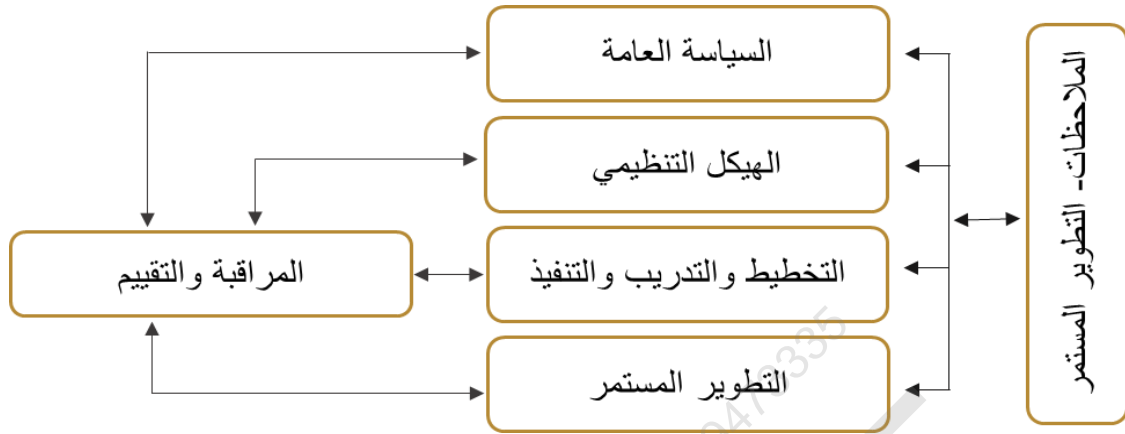 السياسة العامة
الهيكل التنظيمي
التخطيط والتدريب والتنفيذ
التطوير المستمر
المراقبة والتقييم
الملاحظات- التطوير المستمر